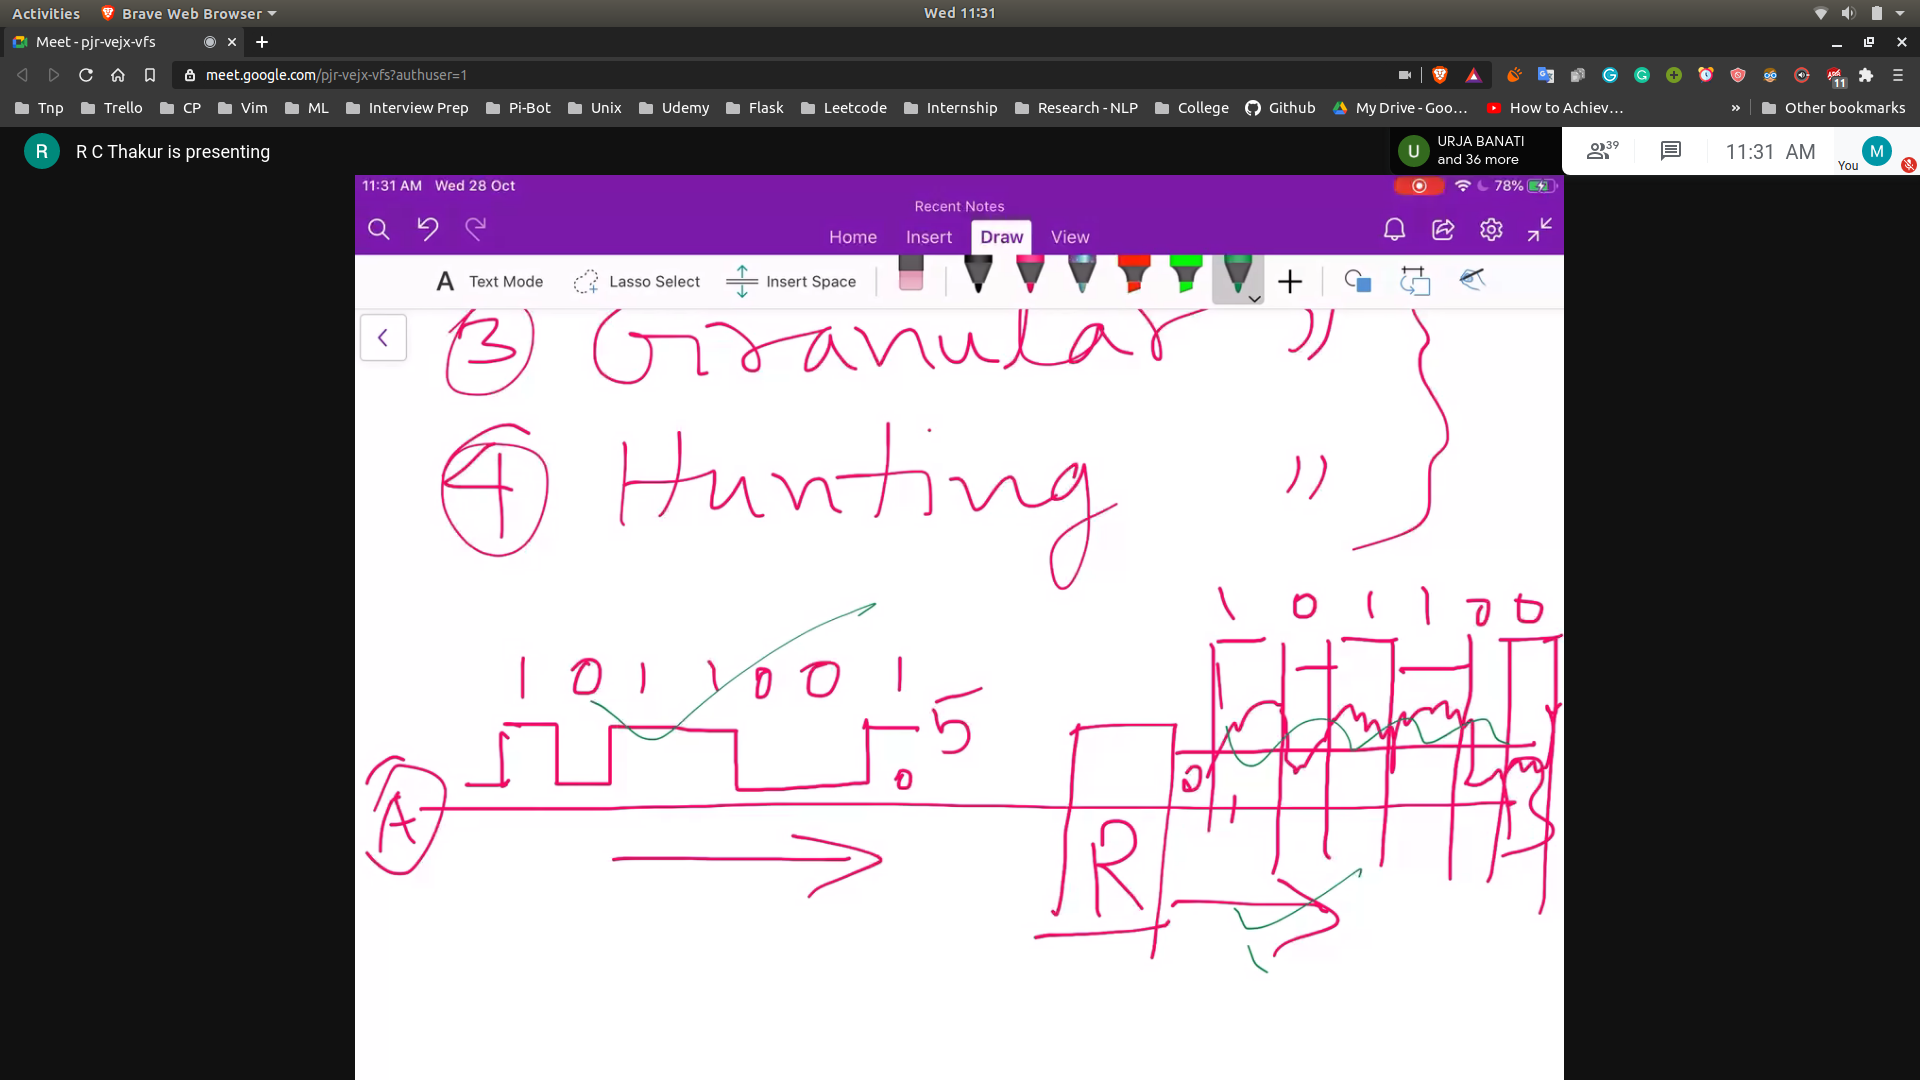 Activities Brave Web Browser Wed 11:31
Meet - pjr-vejx-vfs
meet.google.com/pjr-vejx-vfs?authuser=1 11
Tnp Trello CP Vim ML Interview Prep Pi-Bot Unix Udemy Flask Leetcode Internship Research - NLP College Github My Drive - Goo... How to Achiev... » Other bookmarks
R R C Thakur is presenting U URJA BANATI and 36 more 39 11:31 AM You M
11:31 AM Wed 28 Oct 78%
Recent Notes
Home Insert Draw View
A Text Mode Lasso Select Insert Space
3 Granular "
4 Hunting "
1 0 1 1 0 0
1 0 1 1 0 0 1 5
0
0
A
R